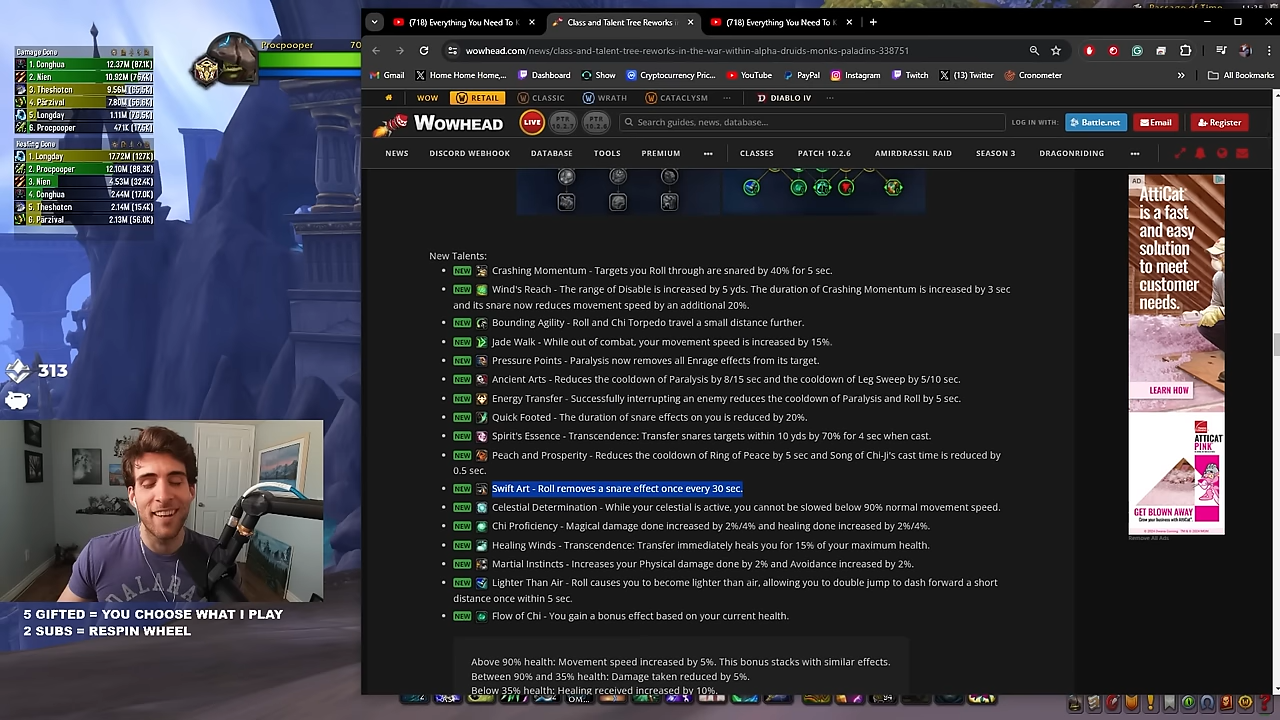 (718) Everything You Need To K
Class and Talent Tree Reworks i
(718) Everything You Need To K
wowhead.com/news/class-and-talent-tree-reworks-in-the-war-within-alpha-druids-monks-paladins-338751
Gmail
Home Home Home,...
Dashboard
Show
Cryptocurrency Pric...
YouTube
PayPal
Instagram
Twitch
(13) Twitter
Cronometer
All Bookmarks
WOW
RETAIL
CLASSIC
WRATH
CATACLYSM
DIABLO IV
WOWHEAD
LIVE
PTR
PTR
Search guides, news, database...
LOG IN WITH:
Battle.net
Email
Register
NEWS
DISCORD WEBHOOK
DATABASE
TOOLS
PREMIUM
CLASSES
PATCH 10.2.6
AMIRDRASSIL RAID
SEASON 3
DRAGONRIDING
New Talents:
NEW Crashing Momentum - Targets you Roll through are snared by 40% for 5 sec.
NEW Wind's Reach - The range of Disable is increased by 5 yds. The duration of Crashing Momentum is increased by 3 sec
and its snare now reduces movement speed by an additional 20%.
NEW Bounding Agility - Roll and Chi Torpedo travel a small distance further.
NEW Jade Walk - While out of combat, your movement speed is increased by 15%.
NEW Pressure Points - Paralysis now removes all Enrage effects from its target.
NEW Ancient Arts - Reduces the cooldown of Paralysis by 8/15 sec and the cooldown of Leg Sweep by 5/10 sec.
NEW Energy Transfer - Successfully interrupting an enemy reduces the cooldown of Paralysis and Roll by 5 sec.
NEW Quick Footed - The duration of snare effects on you is reduced by 20%.
NEW Spirit's Essence - Transcendence: Transfer snares targets within 10 yds by 70% for 4 sec when cast.
NEW Peace and Prosperity - Reduces the cooldown of Ring of Peace by 5 sec and Song of Chi-Ji's cast time is reduced by
0.5 sec.
NEW Swift Art - Roll removes a snare effect once every 30 sec.
NEW Celestial Determination - While your celestial is active, you cannot be slowed below 90% normal movement speed.
NEW Chi Proficiency - Magical damage done increased by 2%/4% and healing done increased by 2%/4%.
NEW Healing Winds - Transcendence: Transfer immediately heals you for 15% of your maximum health.
NEW Martial Instincts - Increases your Physical damage done by 2% and Avoidance increased by 2%.
NEW Lighter Than Air - Roll causes you to become lighter than air, allowing you to double jump to dash forward a short
distance once within 5 sec.
NEW Flow of Chi - You gain a bonus effect based on your current health.
Above 90% health: Movement speed increased by 5%. This bonus stacks with similar effects.
Between 90% and 35% health: Damage taken reduced by 5%.
Below 35% health: Healing received increased by 10%.
AD
AttiCat
is a fast
and easy
solution
to meet
customer
needs.
LEARN HOW
ATTICAT
PINK
GET BLOWN AWAY
Remove All Ads
Damage Done
1. Conghua 12.37M (87.1K)
2. Nien 10.92M
3. Theshoten 9.56M
4. Pärzival 7.80M
5. Longday 1.11M
6. Procpooper
Healing Done
1. Longday 17.72M (127K)
2. Procpooper 12.10M (86.3K)
3. Nien 4.53M (32.4K)
4. Conghua 2.44M (17.0K)
5. Theshoten 2.14M (15.4K)
6. Pärzival 2.13M (56.0K)
Procpooper 70
313
5 GIFTED = YOU CHOOSE WHAT I PLAY
2 SUBS = RESPIN WHEEL